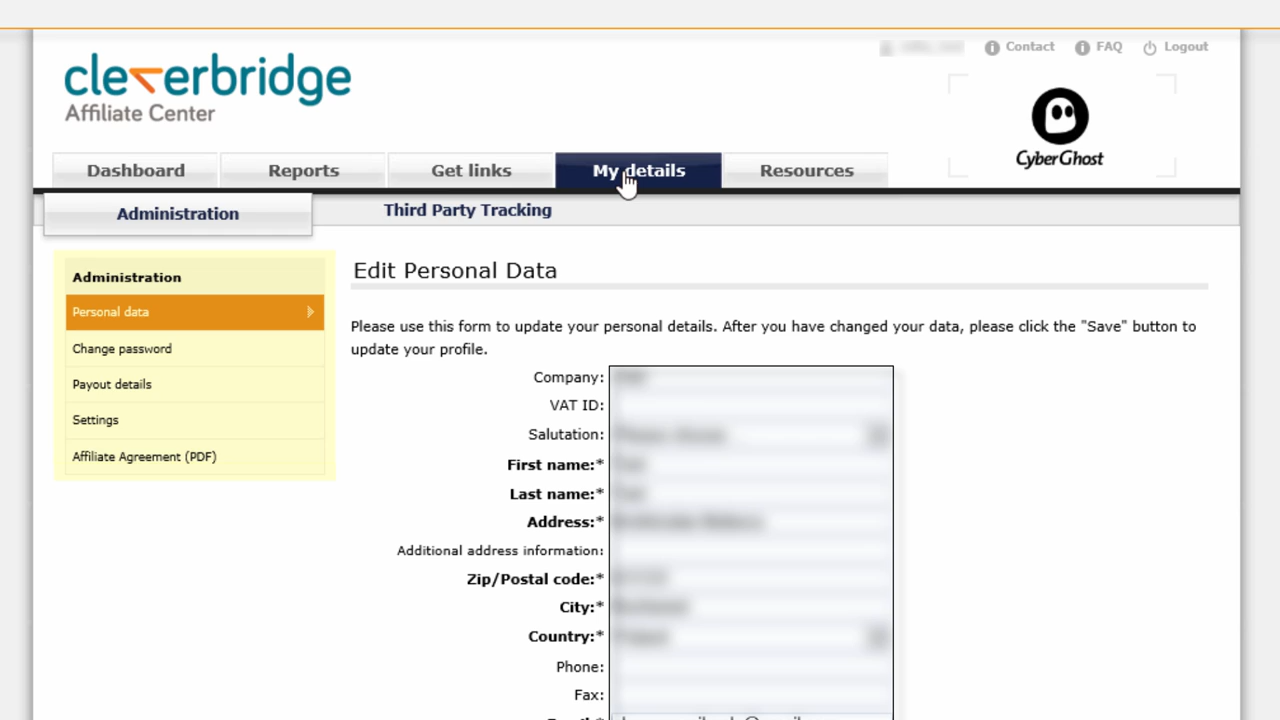 Contact
FAQ
Logout
cleverbridge
Affiliate Center
CyberGhost
Dashboard
Reports
Get links
My details
Resources
Administration
Third Party Tracking
Administration
Personal data
Change password
Payout details
Settings
Affiliate Agreement (PDF)
Edit Personal Data
Please use this form to update your personal details. After you have changed your data, please click the "Save" button to
update your profile.
Company:
VAT ID:
Salutation:
First name:*
Last name:*
Address:*
Additional address information:
Zip/Postal code:*
City:*
Country:*
Phone:
Fax: